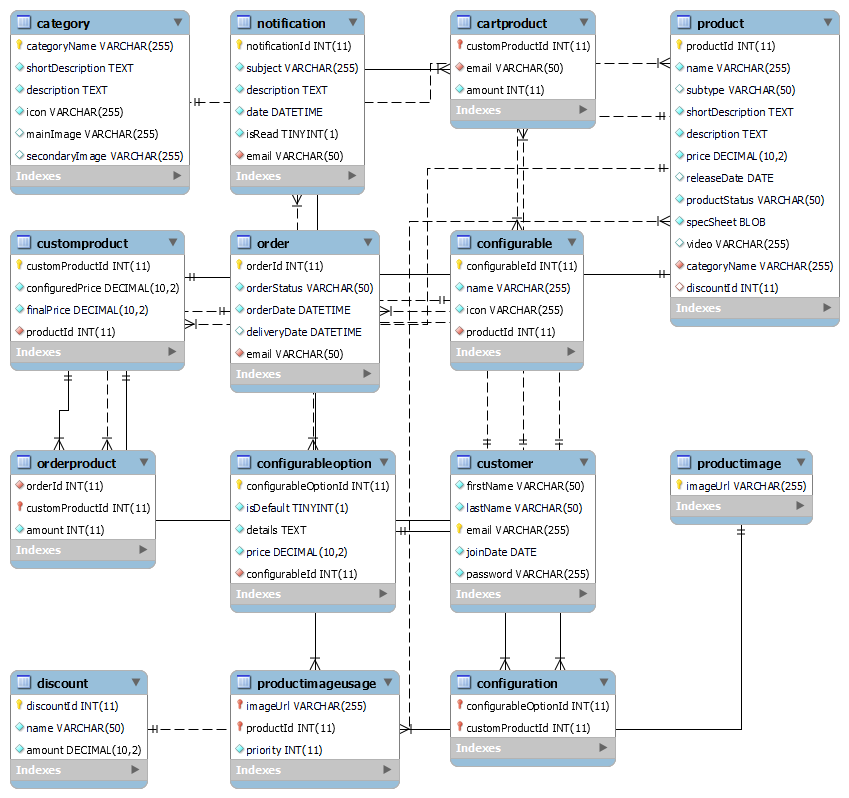 category
categoryName VARCHAR(255)
shortDescription TEXT
description TEXT
icon VARCHAR(255)
mainImage VARCHAR(255)
secondaryImage VARCHAR(255)
Indexes
notification
notificationId INT(11)
subject VARCHAR(255)
description TEXT
date DATETIME
isRead TINYINT(1)
email VARCHAR(50)
Indexes
cartproduct
customProductId INT(11)
email VARCHAR(50)
amount INT(11)
Indexes
product
productId INT(11)
name VARCHAR(255)
subtype VARCHAR(50)
shortDescription TEXT
description TEXT
price DECIMAL(10,2)
releaseDate DATE
productStatus VARCHAR(50)
specSheet BLOB
video VARCHAR(255)
categoryName VARCHAR(255)
discountId INT(11)
Indexes
customproduct
customProductId INT(11)
configuredPrice DECIMAL(10,2)
finalPrice DECIMAL(10,2)
productId INT(11)
Indexes
order
orderId INT(11)
orderStatus VARCHAR(50)
orderDate DATETIME
deliveryDate DATETIME
email VARCHAR(50)
Indexes
configurable
configurableId INT(11)
name VARCHAR(255)
icon VARCHAR(255)
productId INT(11)
Indexes
orderproduct
orderId INT(11)
customProductId INT(11)
amount INT(11)
Indexes
configurableoption
configurableOptionId INT(11)
isDefault TINYINT(1)
details TEXT
price DECIMAL(10,2)
configurableId INT(11)
Indexes
customer
firstName VARCHAR(50)
lastName VARCHAR(50)
email VARCHAR(255)
joinDate DATE
password VARCHAR(255)
Indexes
productimage
imageUrl VARCHAR(255)
Indexes
discount
discountId INT(11)
name VARCHAR(50)
amount DECIMAL(10,2)
Indexes
productimageusage
imageUrl VARCHAR(255)
productId INT(11)
priority INT(11)
Indexes
configuration
configurableOptionId INT(11)
customProductId INT(11)
Indexes